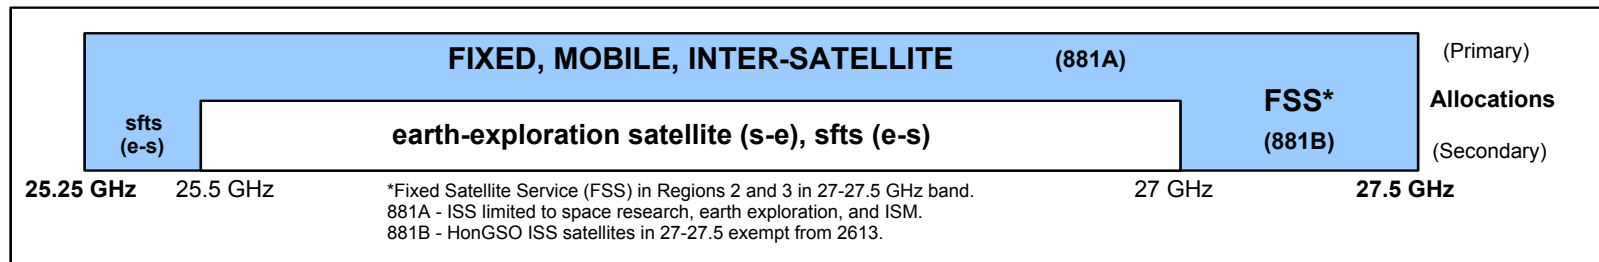 FIXED, MOBILE, INTER-SATELLITE (881A)
(Primary)
FSS*
Allocations
sfts
(e-s)
earth-exploration satellite (s-e), sfts (e-s)
(881B)
(Secondary)
25.25 GHz 25.5 GHz 27 GHz 27.5 GHz
*Fixed Satellite Service (FSS) in Regions 2 and 3 in 27-27.5 GHz band.
881A - ISS limited to space research, earth exploration, and ISM.
881B - HonGSO ISS satellites in 27-27.5 exempt from 2613.